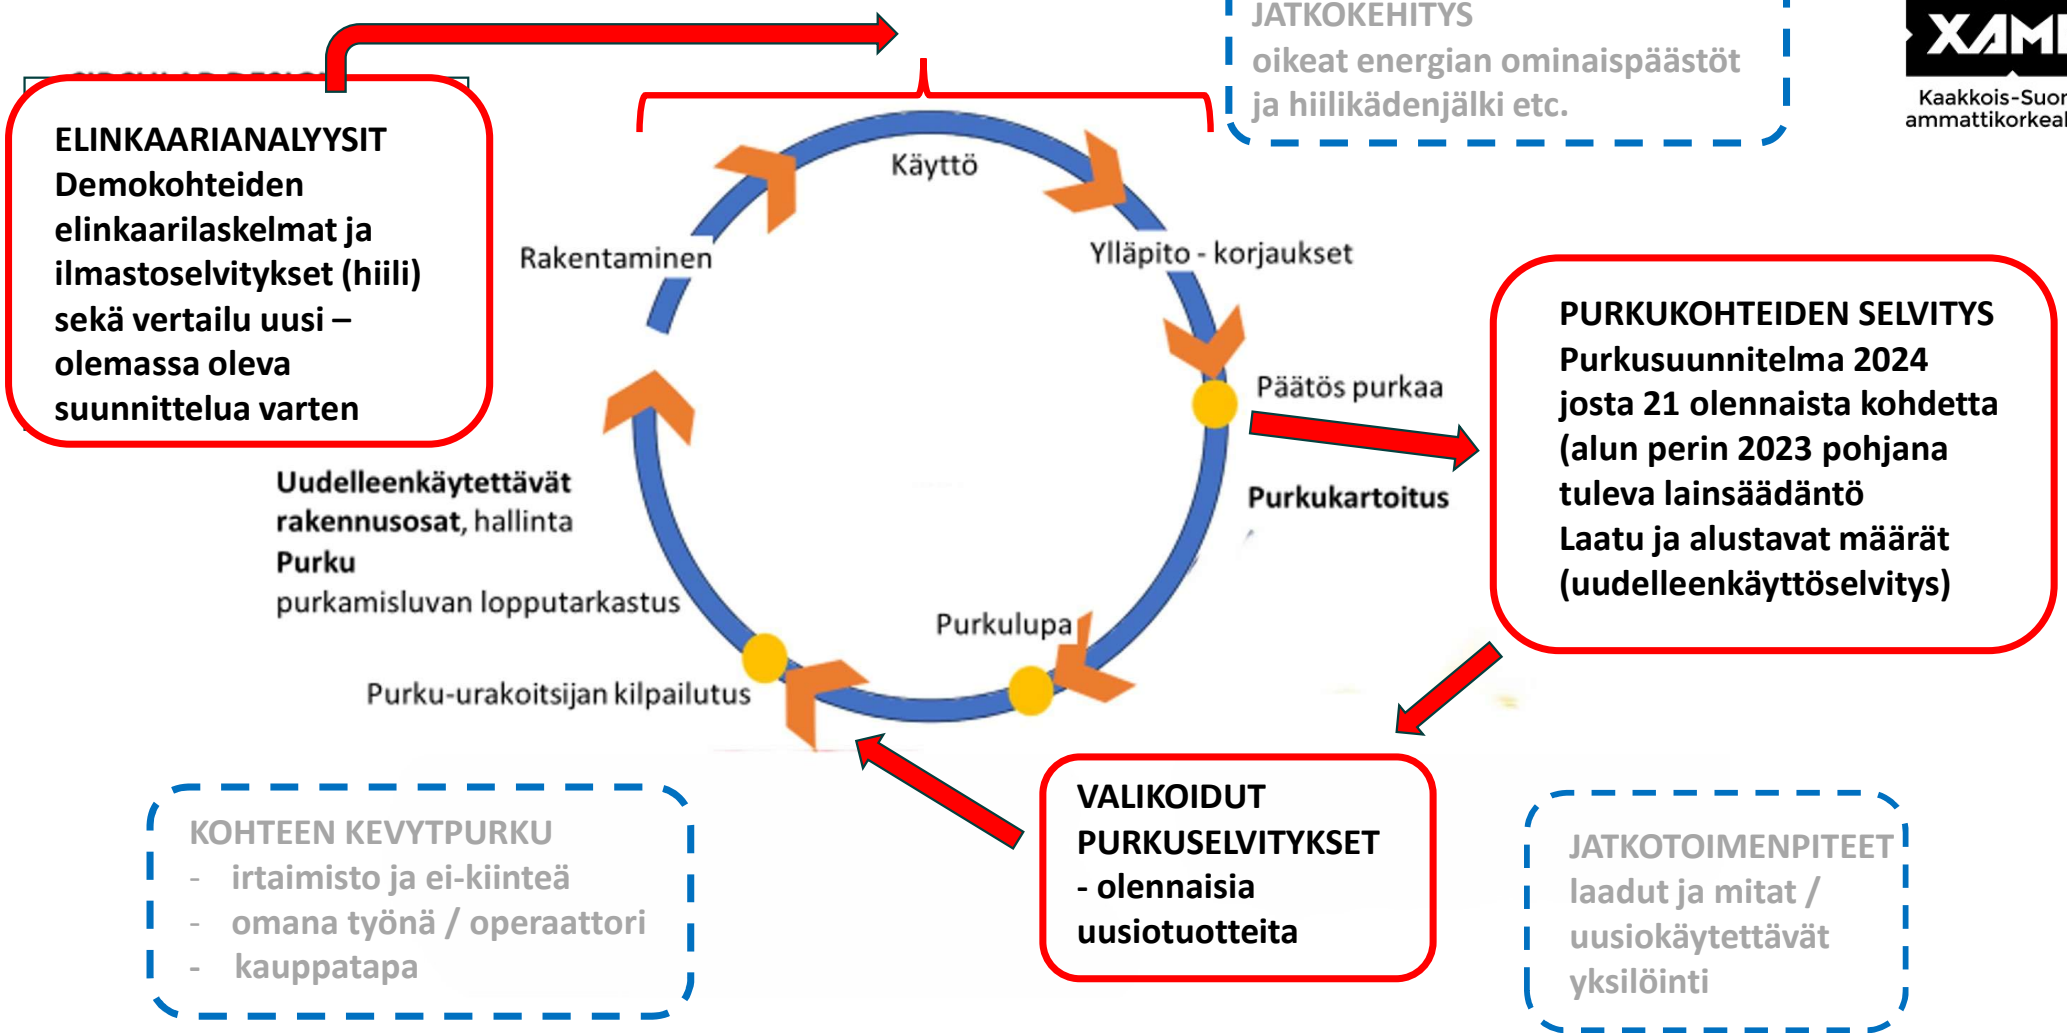 JATKOKEHITYS
oikeat energian ominaispäästöt
ja hiilikädenjälki etc.
Kaakkois-Suo
ELINKAARIANALYYSIT
Demokohteiden
elinkaarilaskelmat ja
ilmastoselvitykset (hiili)
sekä vertailu uusi –
olemassa oleva
suunnittelua varten
Käyttö
Rakentaminen
Ylläpito - korjaukset
Päätös purkaa
Purkukartoitus
PURKUKOHTEIDEN SELVITYS
Purkusuunnitelma 2024
josta 21 olennaista kohdetta
(alun perin 2023 pohjana
tuleva lainsäädäntö
Laatu ja alustavat määrät
(uudelleenkäyttöselvitys)
Uudelleenkäytettävät
rakennusosat, hallinta
Purku
purkamisluvan lopputarkastus
Purkulupa
Purku-urakoitsijan kilpailutus
VALIKOIDUT
PURKUSELVITYKSET
- olennaisia
uusiotuotteita
KOHTEEN KEVYTPURKU
- irtaimisto ja ei-kiinteä
- omana työnä / operaattori
- kauppatapa
JATKOTOIMENPITEET
laadut ja mitat /
uusiokäytettävät
yksilöinti